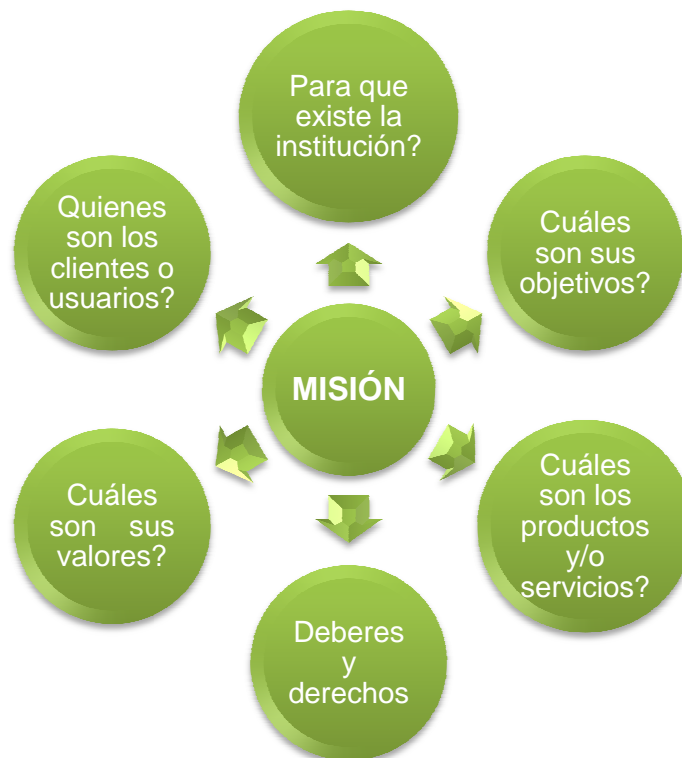 Para que
existe la
institución?
Quienes
son los
clientes o
usuarios?
Cuáles
son sus
objetivos?
MISIÓN
Cuáles
son sus
valores?
Cuáles
son los
productos
y/o
servicios?
Deberes
y
derechos